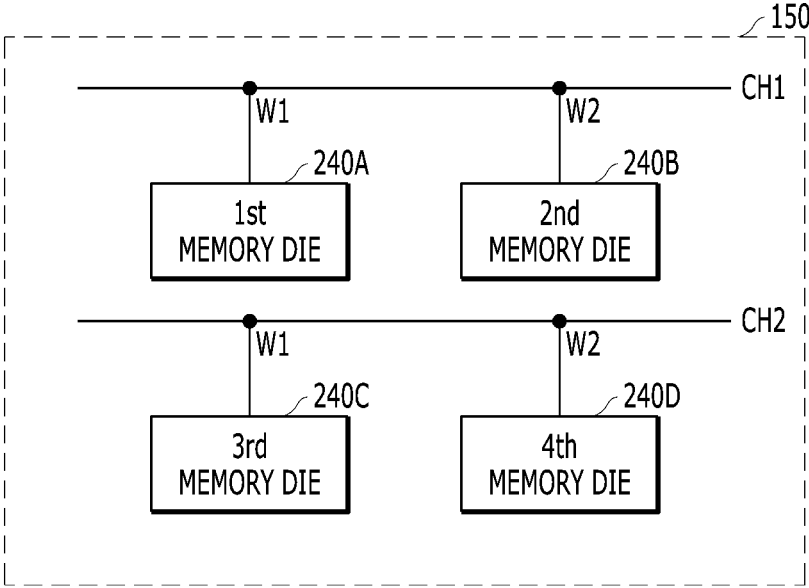 150
CH1
W1
W2
240A
240B
1st
MEMORY DIE
2nd
MEMORY DIE
CH2
W1
W2
240C
240D
3rd
MEMORY DIE
4th
MEMORY DIE